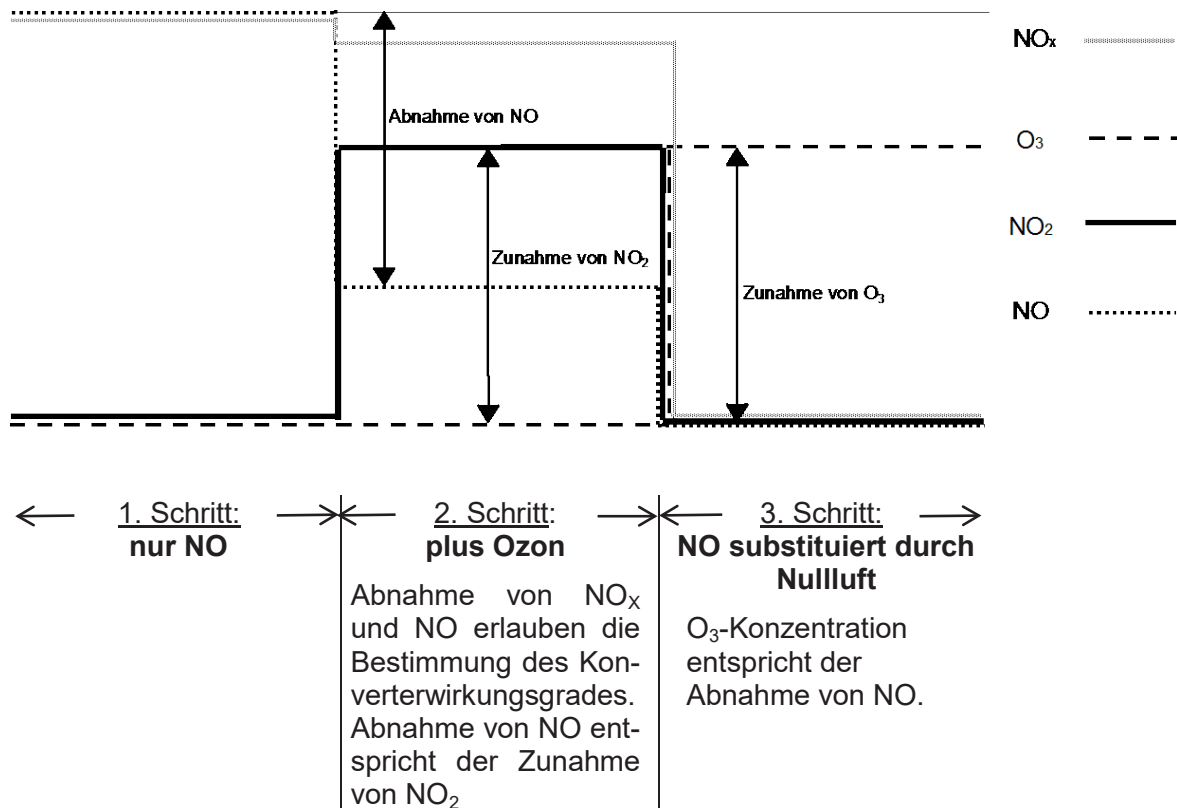 NOx
Abnahme von NO
O3
Zunahme von NO2
NO2
Zunahme von O3
NO
1. Schritt:
nur NO
2. Schritt:
plus Ozon
Abnahme von NOX
und NO erlauben die
Bestimmung des Kon-
verterwirkungsgrades.
Abnahme von NO ent-
spricht der Zunahme
von NO2
3. Schritt:
NO substituiert durch
Nullluft
O3-Konzentration
entspricht der
Abnahme von NO.